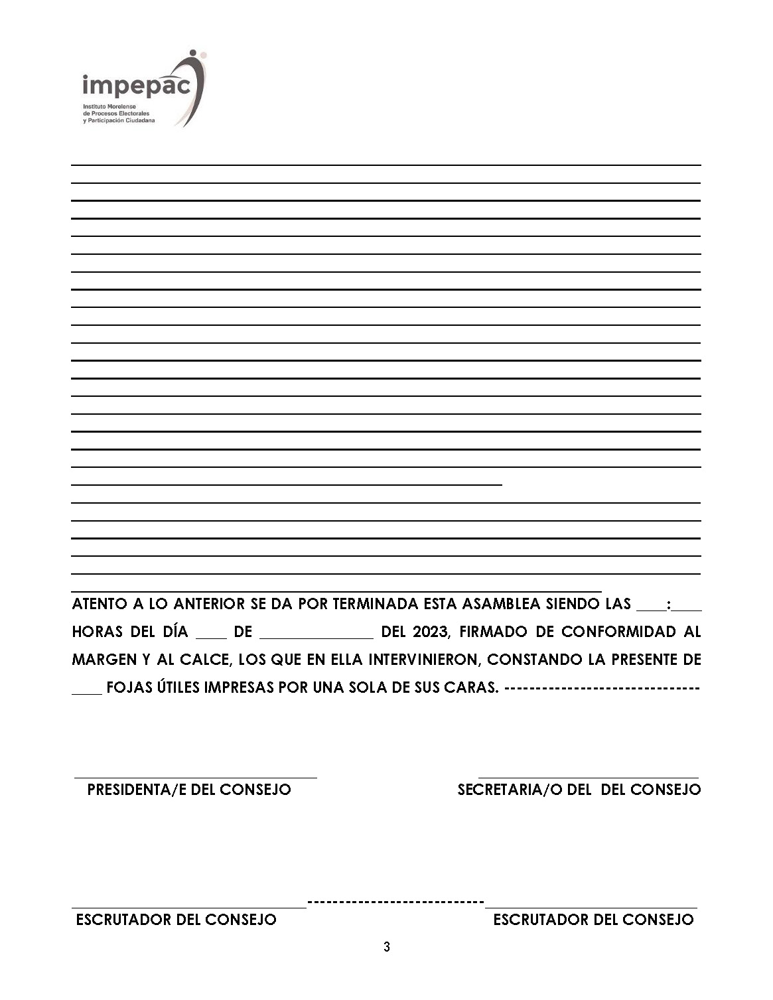 impepac
Instituto Morelense
de Procesos Electorales
y Participación Ciudadana
ATENTO A LO ANTERIOR SE DA POR TERMINADA ESTA ASAMBLEA SIENDO LAS ____:____
HORAS DEL DÍA ____ DE _______________ DEL 2023, FIRMADO DE CONFORMIDAD AL
MARGEN Y AL CALCE, LOS QUE EN ELLA INTERVINIERON, CONSTANDO LA PRESENTE DE
____ FOJAS ÚTILES IMPRESAS POR UNA SOLA DE SUS CARAS. -------------------------------
PRESIDENTA/E DEL CONSEJO
SECRETARIA/O DEL  DEL CONSEJO
ESCRUTADOR DEL CONSEJO
ESCRUTADOR DEL CONSEJO
3